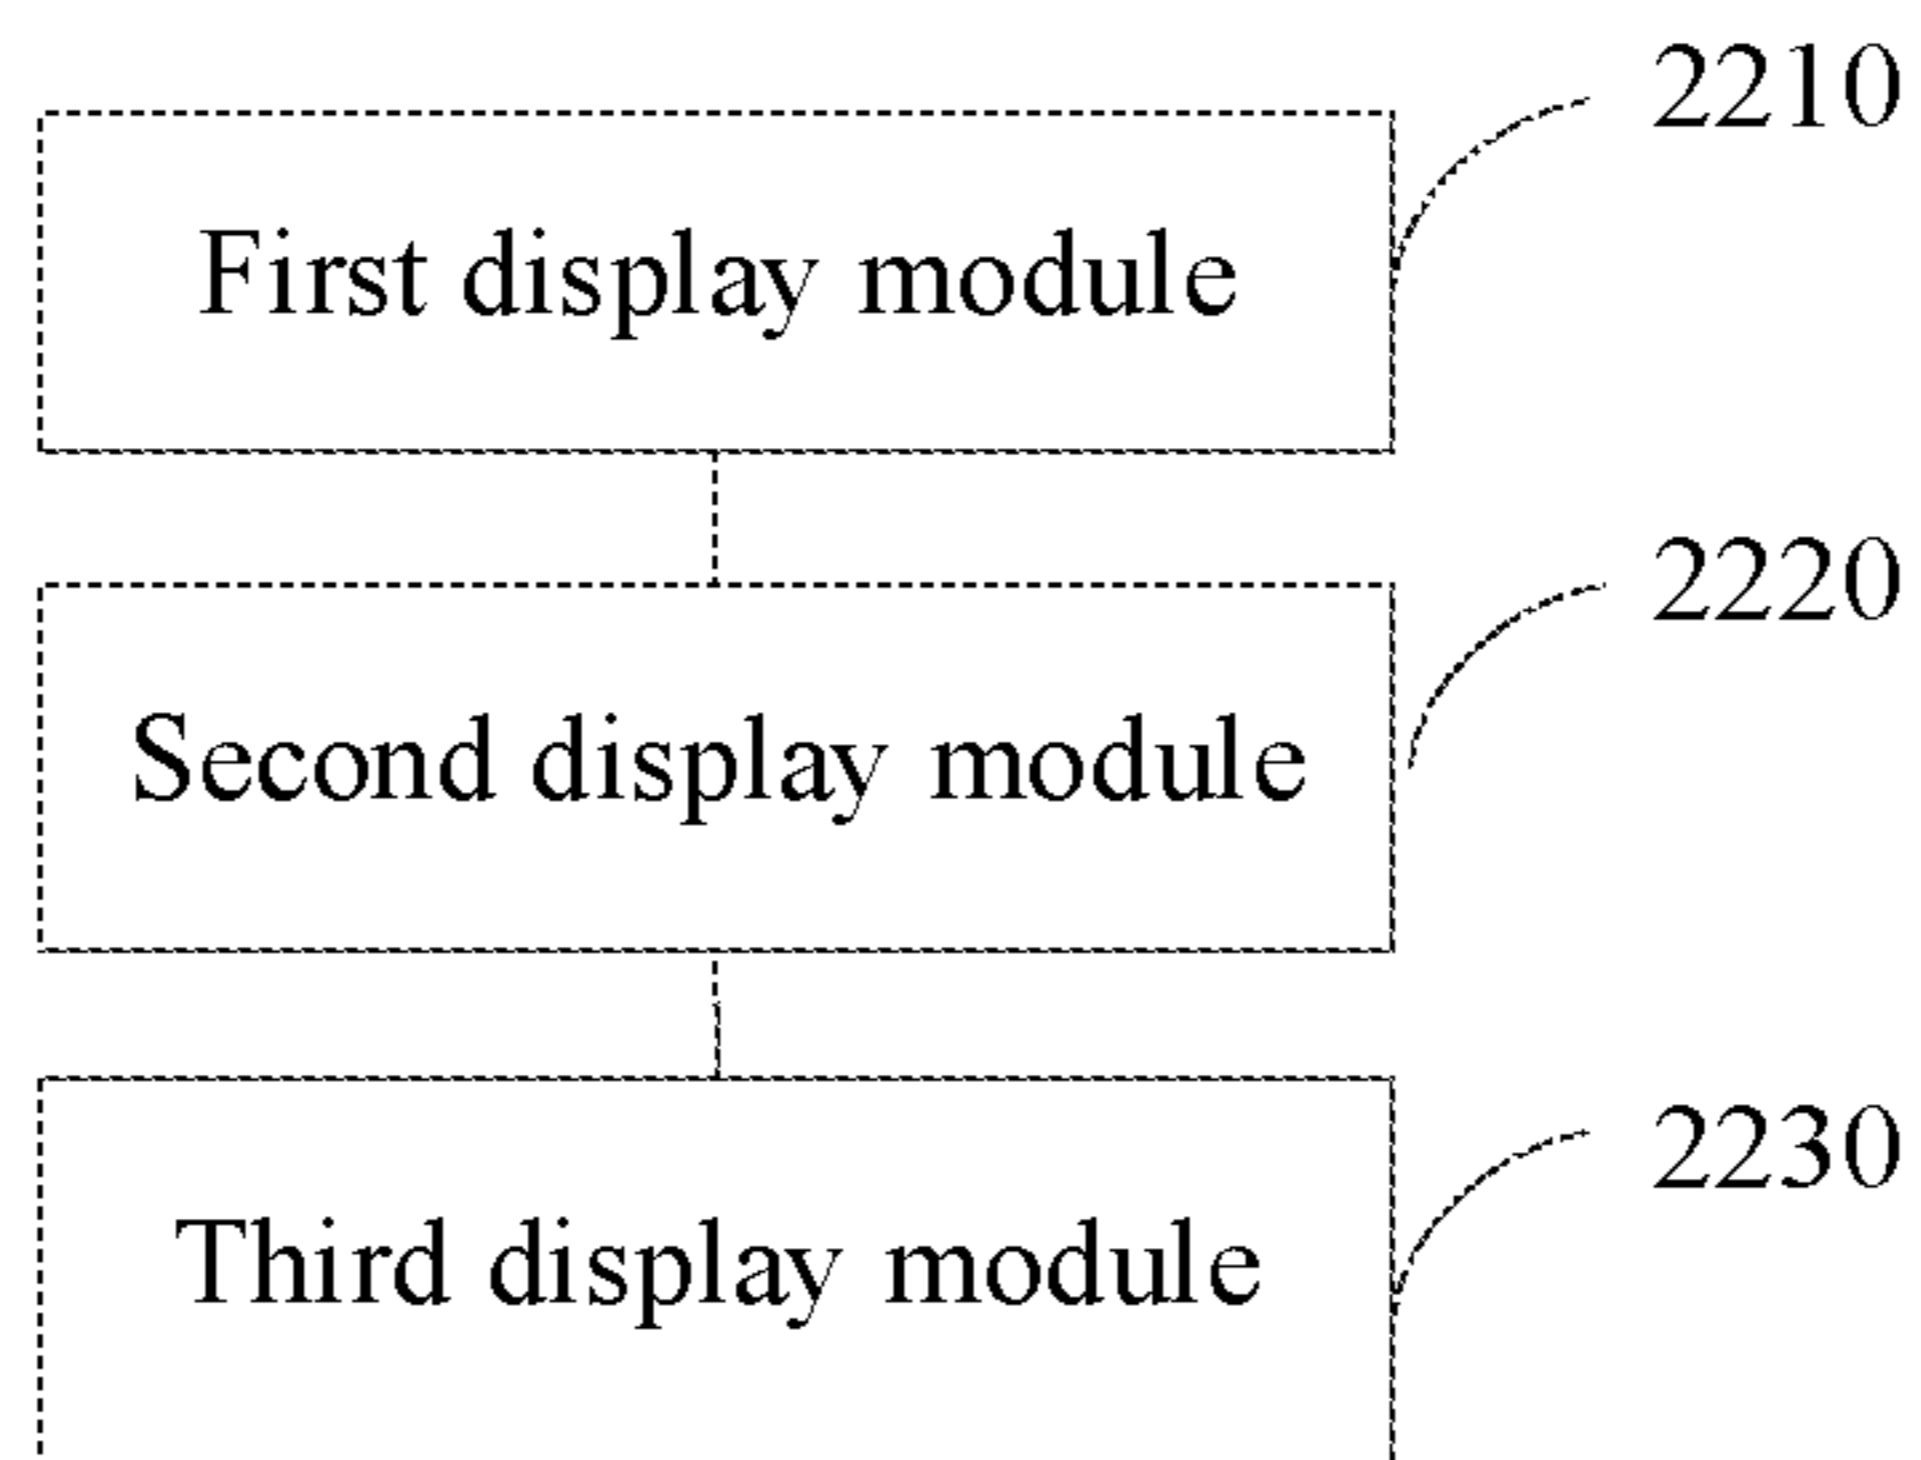 2210
First display module
2220
Second display module
2230
Third display module